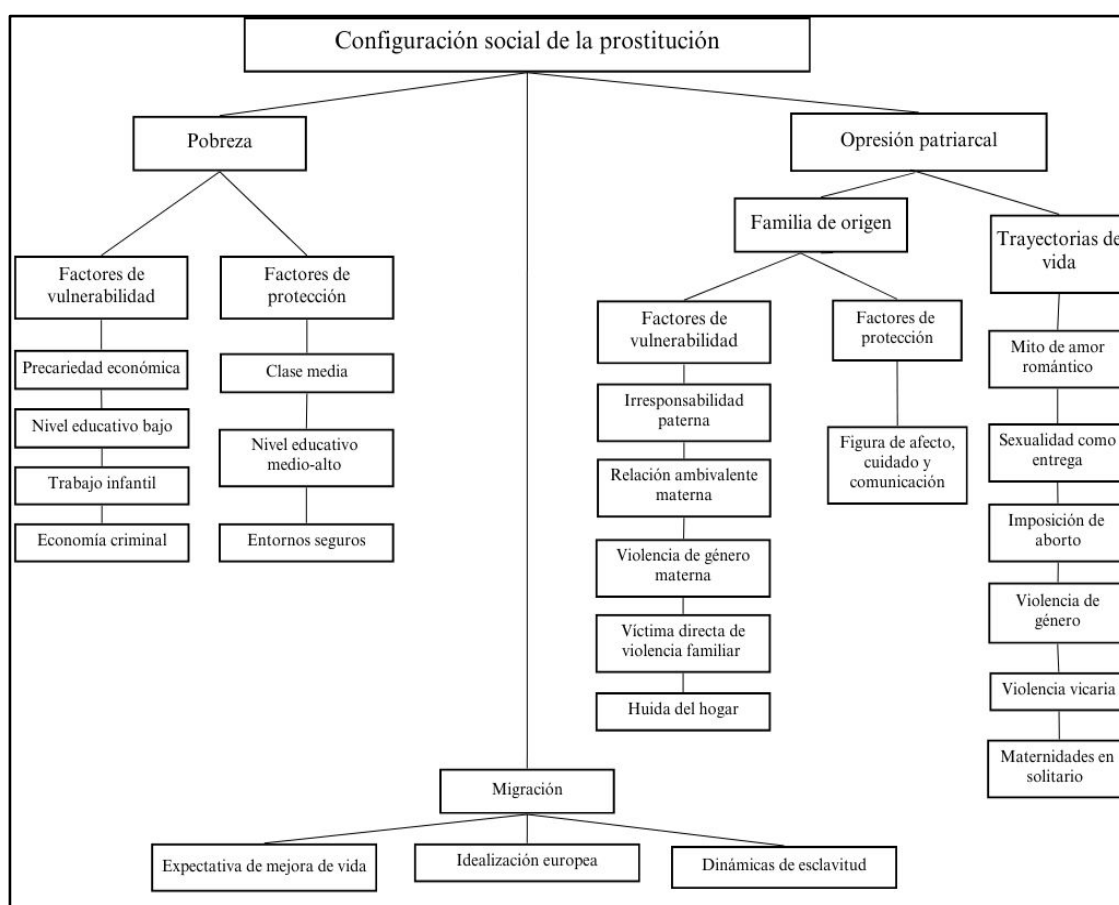 Configuración social de la prostitución
Pobreza
Opresión patriarcal
Familia de origen
Trayectorias de
vida
Factores de
vulnerabilidad
Factores de
protección
Precariedad económica
Nivel educativo bajo
Trabajo infantil
Economía criminal
Clase media
Nivel educativo
medio-alto
Entornos seguros
Factores de
vulnerabilidad
Irresponsabilidad
paterna
Relación ambivalente
materna
Violencia de género
materna
Víctima directa de
violencia familiar
Huida del hogar
Factores de
protección
Figura de afecto,
cuidado y
comunicación
Mito de amor
romántico
Sexualidad como
entrega
Imposición de
aborto
Violencia de
género
Violencia vicaria
Maternidades en
solitario
Migración
Expectativa de mejora de vida
Idealización europea
Dinámicas de esclavitud